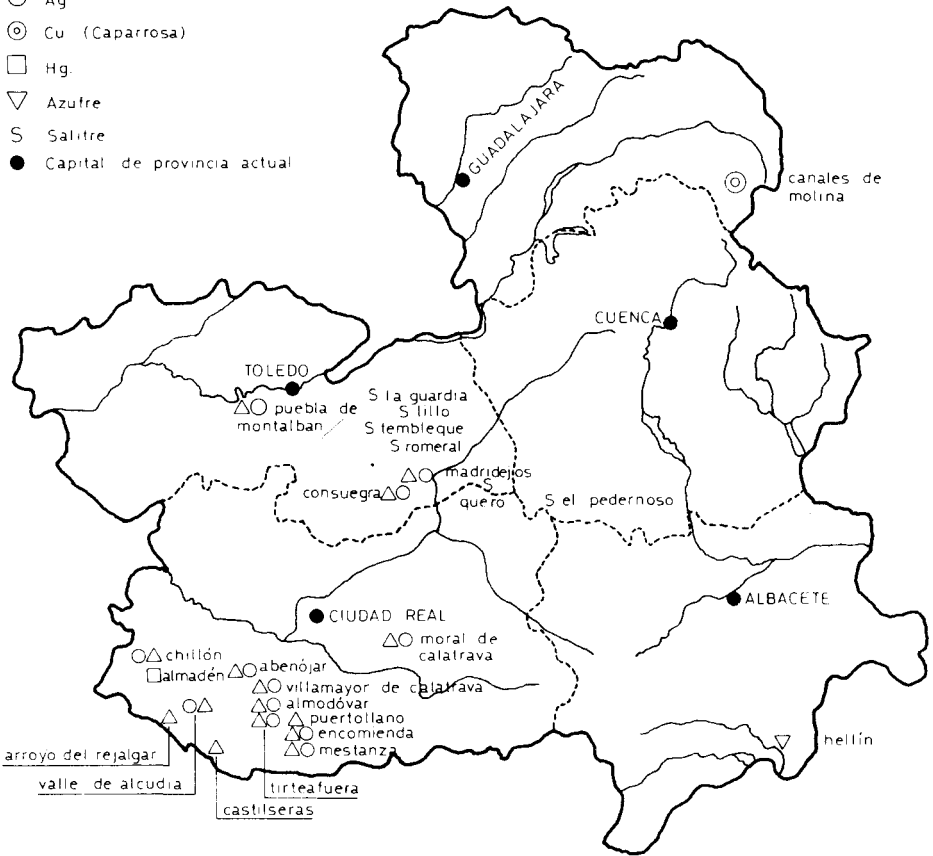 Ag
Cu (Caparrosa)
Hg.
Azufre
S Salitre
Capital de provincia actual
GUADALAJARA
canales de
molina
CUENCA
TOLEDO
puebla de
montalban
S la guardia
S lillo
S tembleque
S romeral
madridejos
consuegra
S
quero
S el pedernoso
CIUDAD REAL
ALBACETE
moral de
calatrava
chillón
almadén
abenójar
villamayor de calatrava
almodóvar
puertollano
encomienda
mestanza
hellín
arroyo del rejalgar
valle de alcudia
tirteafuera
castilseras